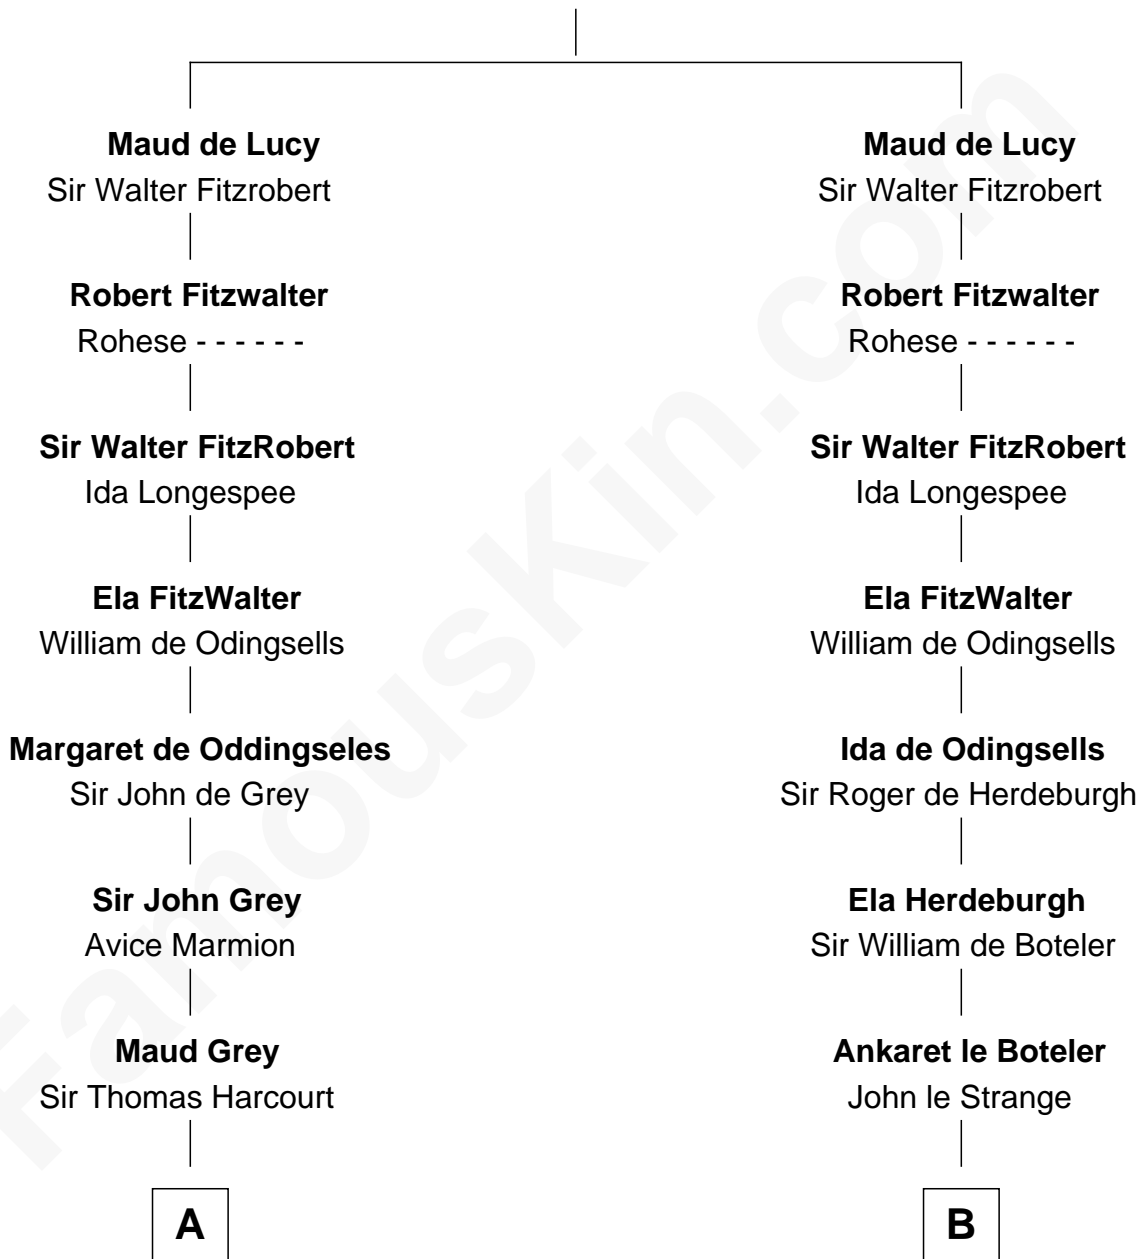 Maud de Lucy
Sir Walter Fitzrobert
Robert Fitzwalter
Rohese - - - - - -
Sir Walter FitzRobert
Ida Longespee
Ela FitzWalter
William de Odingsells
Margaret de Oddingseles
Sir John de Grey
Sir John Grey
Avice Marmion
Maud Grey
Sir Thomas Harcourt
A
Maud de Lucy
Sir Walter Fitzrobert
Robert Fitzwalter
Rohese - - - - - -
Sir Walter FitzRobert
Ida Longespee
Ela FitzWalter
William de Odingsells
Ida de Odingsells
Sir Roger de Herdeburgh
Ela Herdeburgh
Sir William de Boteler
Ankaret le Boteler
John le Strange
B
FamousKin.com